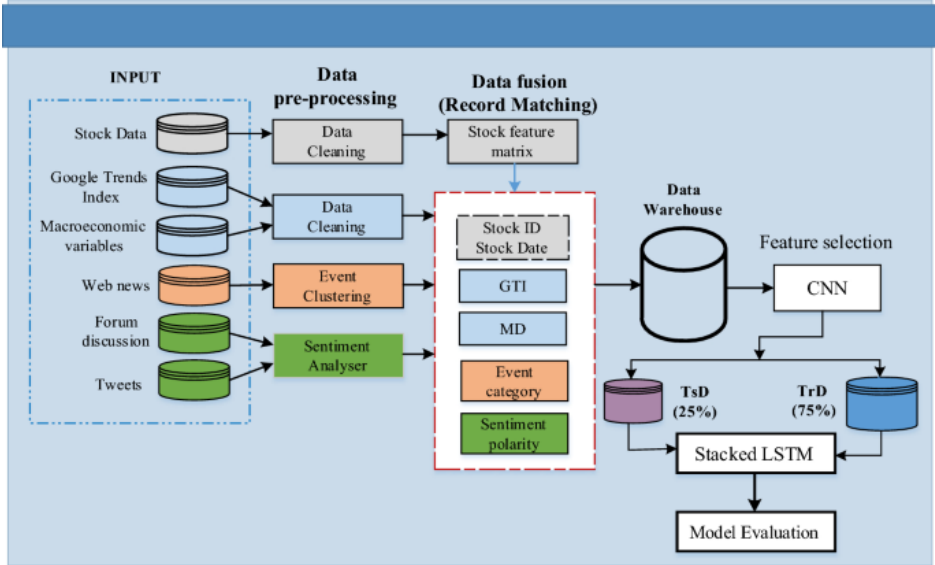 INPUT
Data
pre-processing
Data fusion
(Record Matching)
Stock Data
Data
Cleaning
Stock feature
matrix
Google Trends
Index
Macroeconomic
variables
Data
Cleaning
Web news
Event
Clustering
Forum
discussion
Tweets
Sentiment
Analyser
Stock ID
Stock Date
GTI
MD
Event
category
Sentiment
polarity
Data
Warehouse
Feature selection
CNN
TsD
(25%)
TrD
(75%)
Stacked LSTM
Model Evaluation